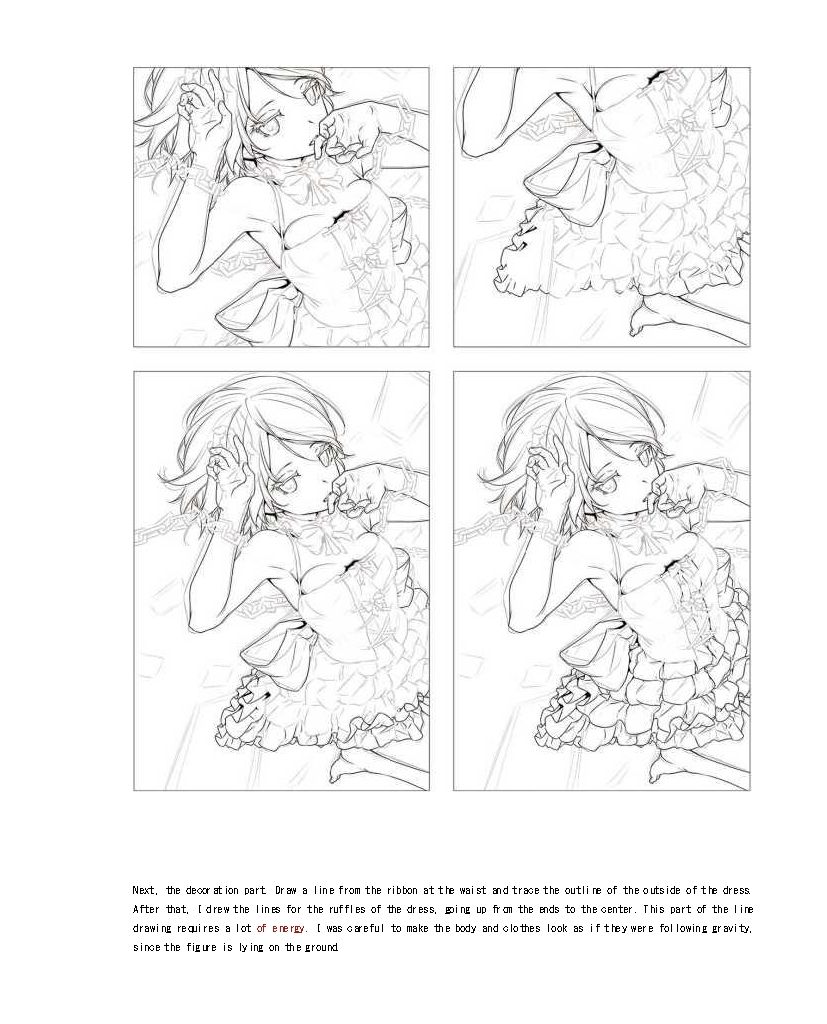 Next, the decoration part. Draw a line from the ribbon at the waist and trace the outline of the outside of the dress.
After that, I drew the lines for the ruffles of the dress, going up from the ends to the center. This part of the line
drawing requires a lot of energy. I was careful to make the body and clothes look as if they were following gravity,
since the figure is lying on the ground.